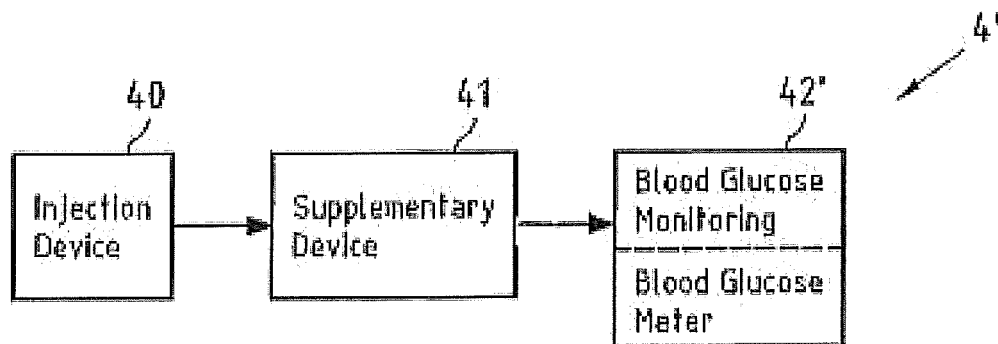 4'
40
41
42"
Injection
Device
Supplementary
Device
Blood Glucose
Monitoring
Blood Glucose
Meter